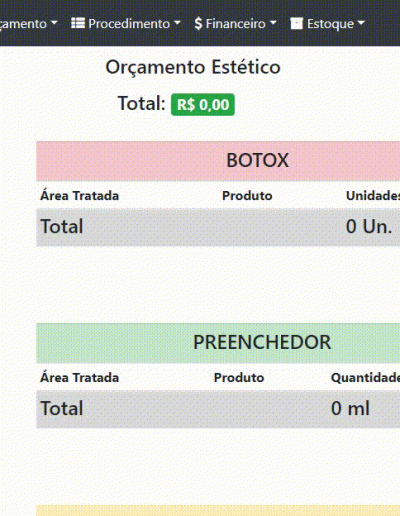 çamento Procedimento Financeiro Estoque
Orçamento Estético
Total: R$ 0,00
BOTOX
Área Tratada Produto Unidades
Total 0 Un.
PREENCHEDOR
Área Tratada Produto Quantidade
Total 0 ml